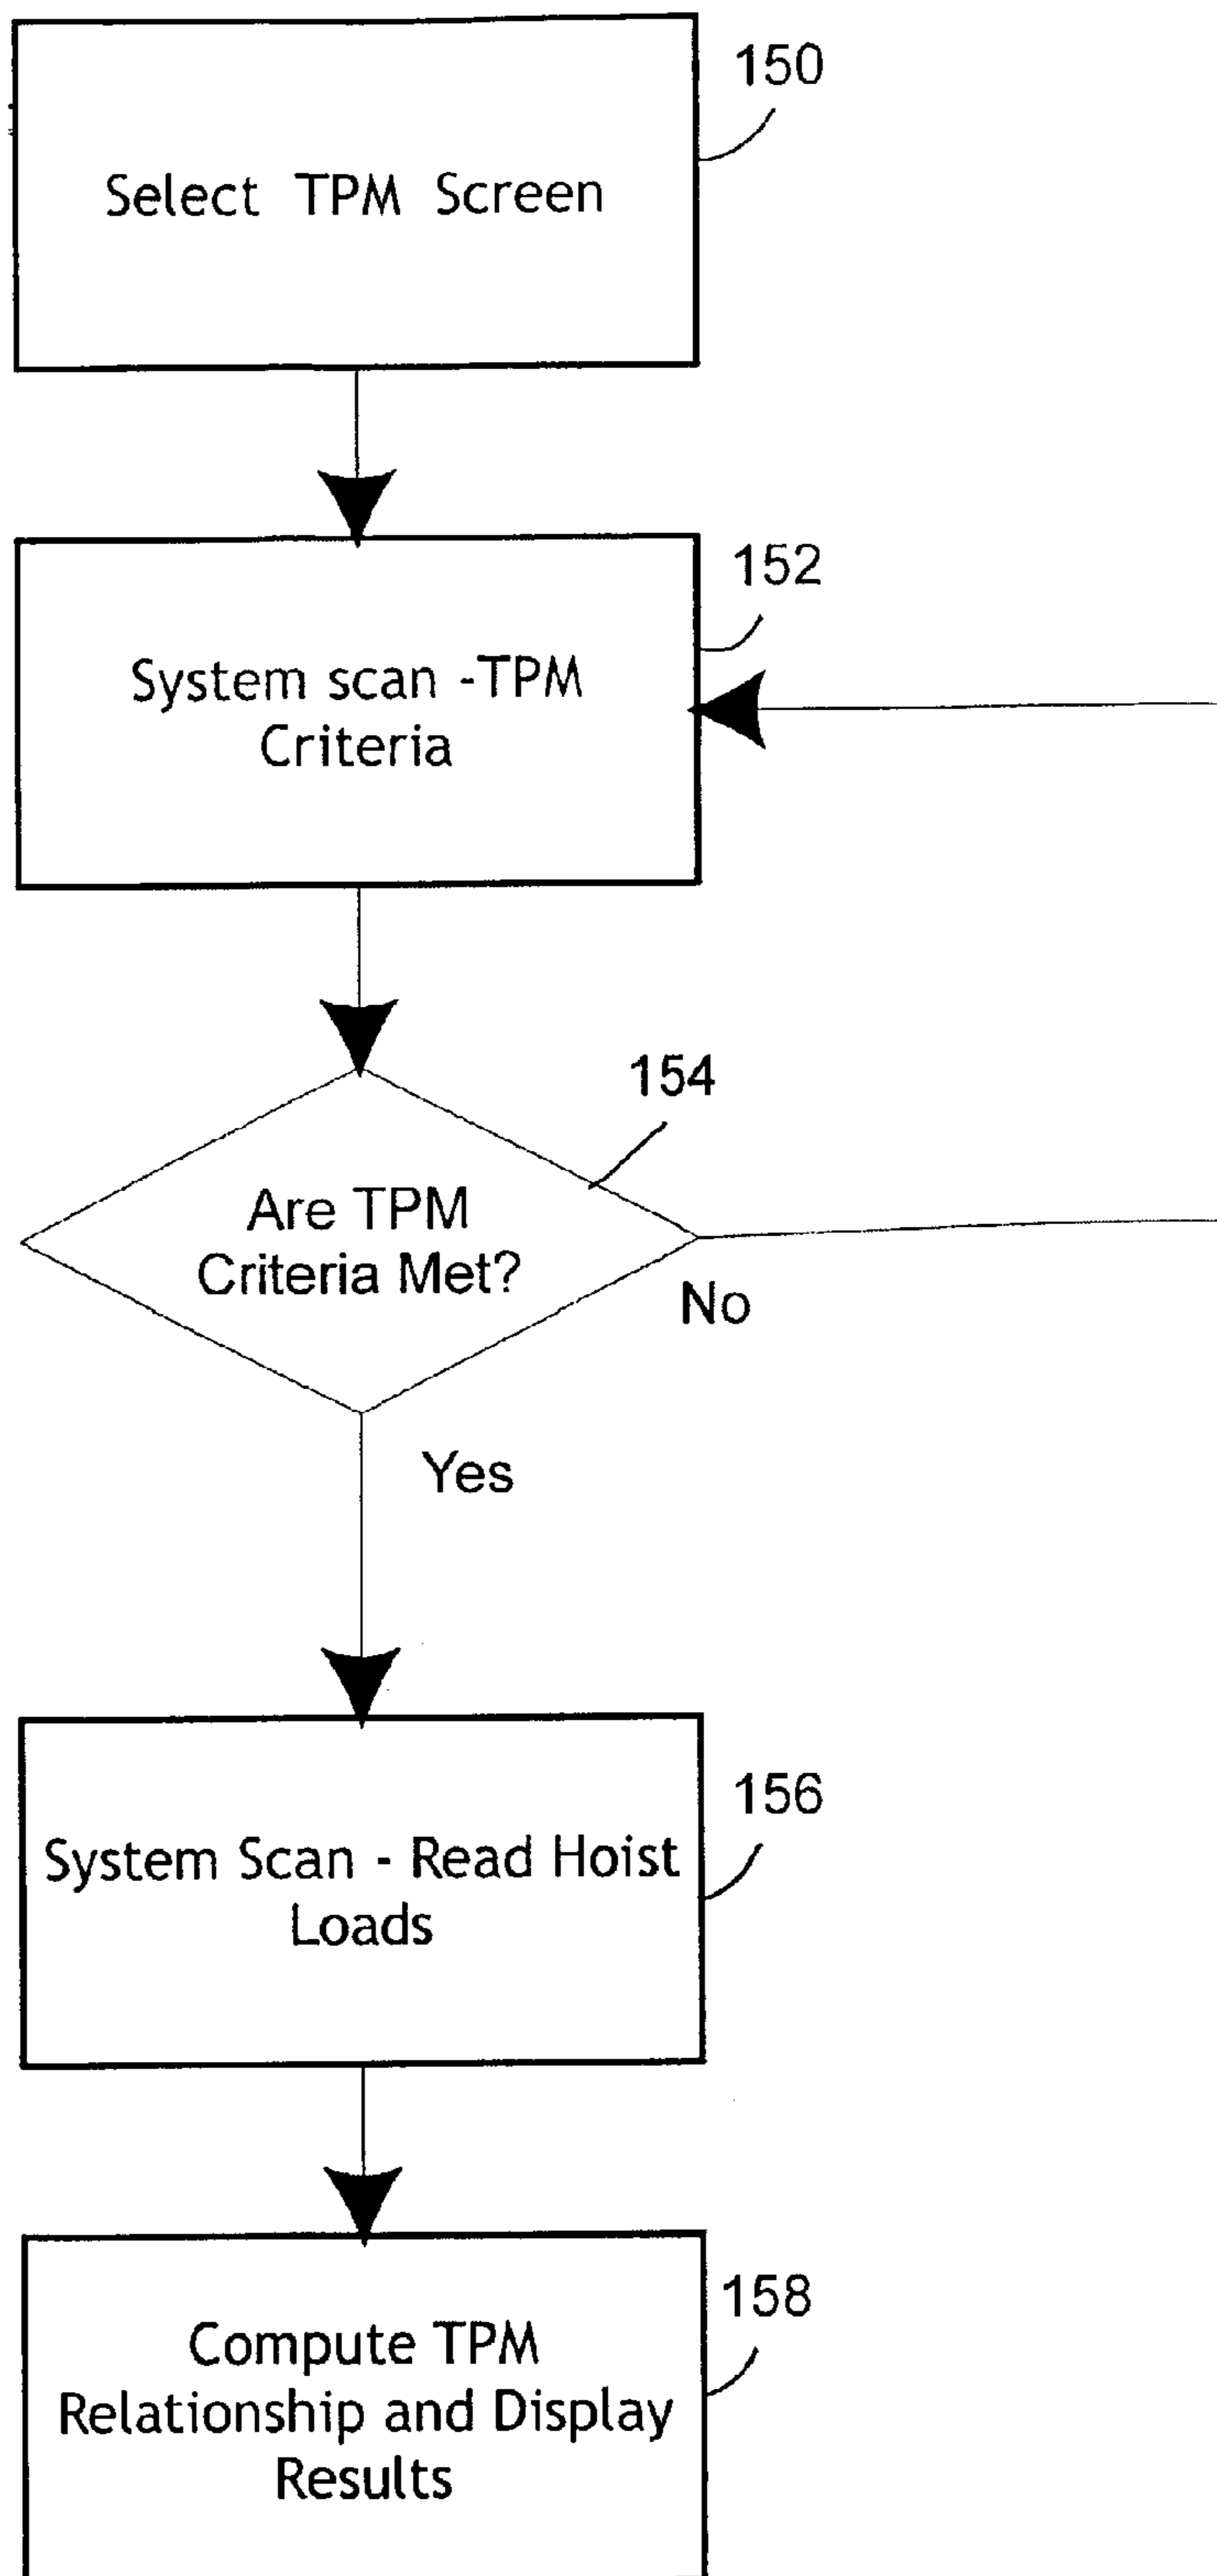 150
Select TPM Screen
152
System scan -TPM
Criteria
154
Are TPM
Criteria Met?
No
Yes
156
System Scan - Read Hoist
Loads
158
Compute TPM
Relationship and Display
Results